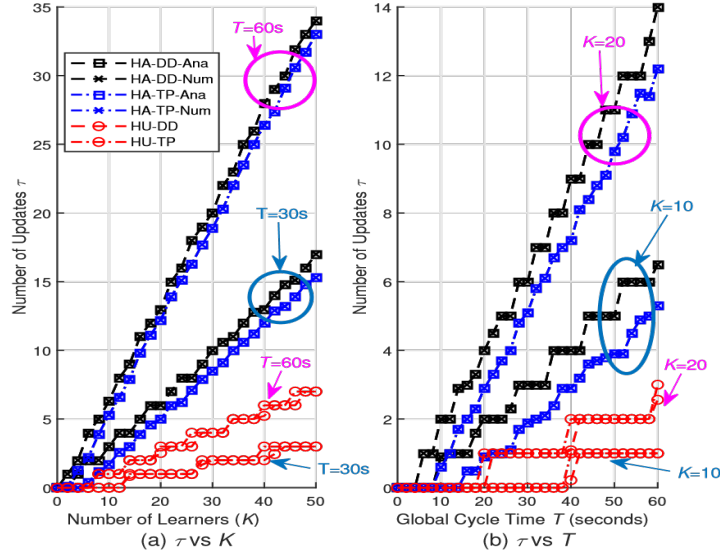 35
30
25
20
15
10
5
0
Number of Updates τ
T=60s
HA-DD-Ana
HA-DD-Num
HA-TP-Ana
HA-TP-Num
HU-DD
HU-TP
T=30s
T=60s
T=30s
0 10 20 30 40 50
Number of Learners (K)
(a) τ vs K
14
12
10
8
6
4
2
0
Number of Updates τ
K=20
K=10
K=20
K=10
0 10 20 30 40 50 60
Global Cycle Time T (seconds)
(b) τ vs T